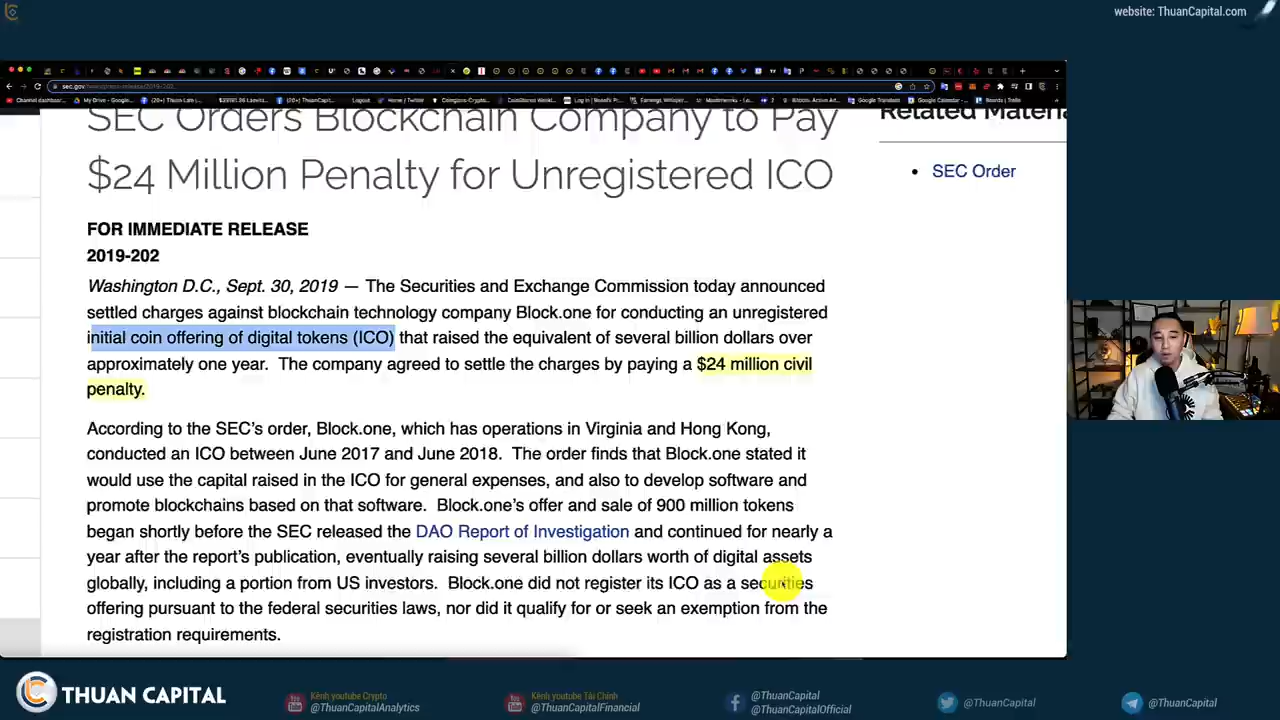 website: ThuanCapital.com
SEC Orders Blockchain Company to Pay
$24 Million Penalty for Unregistered ICO
Related Materia
• SEC Order
FOR IMMEDIATE RELEASE
2019-202
Washington D.C., Sept. 30, 2019 — The Securities and Exchange Commission today announced
settled charges against blockchain technology company Block.one for conducting an unregistered
initial coin offering of digital tokens (ICO) that raised the equivalent of several billion dollars over
approximately one year. The company agreed to settle the charges by paying a $24 million civil
penalty.
According to the SEC's order, Block.one, which has operations in Virginia and Hong Kong,
conducted an ICO between June 2017 and June 2018. The order finds that Block.one stated it
would use the capital raised in the ICO for general expenses, and also to develop software and
promote blockchains based on that software. Block.one's offer and sale of 900 million tokens
began shortly before the SEC released the DAO Report of Investigation and continued for nearly a
year after the report's publication, eventually raising several billion dollars worth of digital assets
globally, including a portion from US investors. Block.one did not register its ICO as a securities
offering pursuant to the federal securities laws, nor did it qualify for or seek an exemption from the
registration requirements.
THUAN CAPITAL
Kênh youtube Crypto
@ThuanCapitalAnalytics
Kênh youtube Tài Chính
@ThuanCapitalFinancial
@ThuanCapital
@ThuanCapitalOfficial
@ThuanCapital
@ThuanCapital